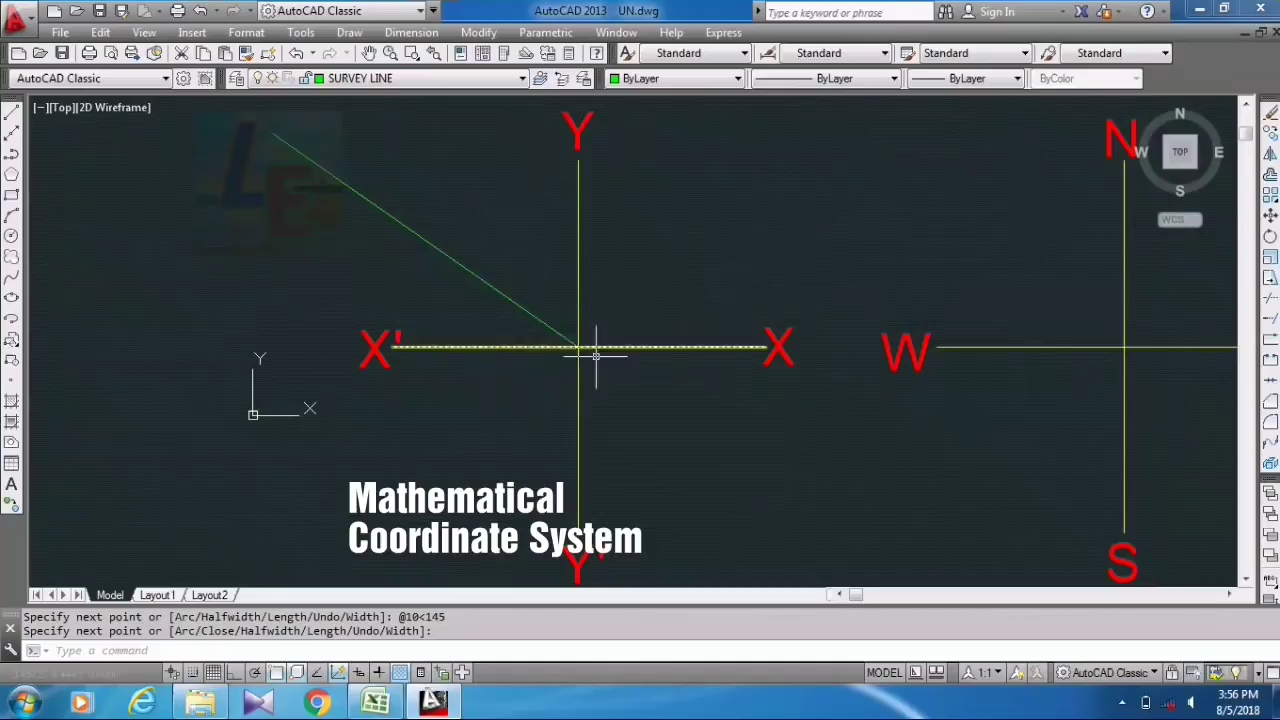 AutoCAD Classic
AutoCAD 2013 UN.dwg
Type a keyword or phrase
Sign In
File Edit View Insert Format Tools Draw Dimension Modify Parametric Window Help Express
Standard Standard Standard Standard
AutoCAD Classic SURVEY LINE ByLayer ByLayer ByLayer ByColor
[−][Top][2D Wireframe]
Y
N
N
W TOP E
S
WCS
LE
X' X W
Y
X
Mathematical
Coordinate System
Y'
S
Model Layout1 Layout2
Specify next point or [Arc/Halfwidth/Length/Undo/Width]: @10<145
Specify next point or [Arc/Close/Halfwidth/Length/Undo/Width]:
Type a command
MODEL 1:1 AutoCAD Classic
3:56 PM
8/5/2018